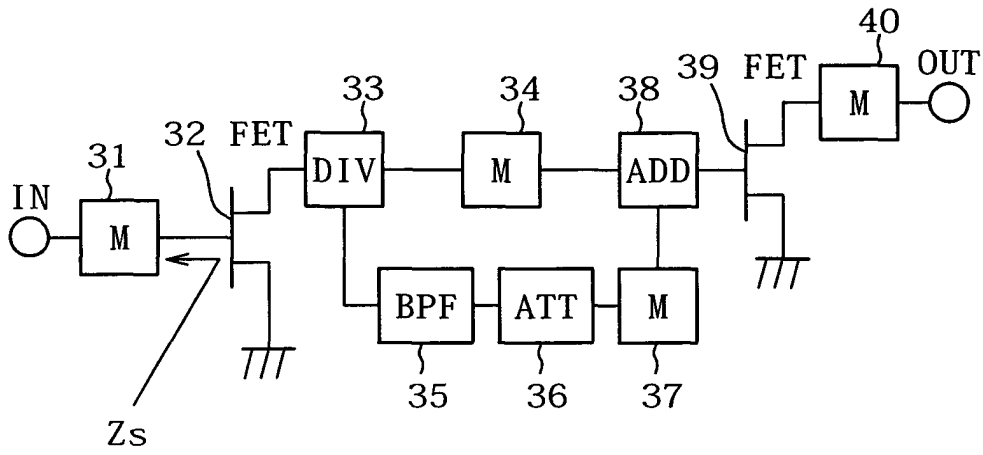 40
39
FET
OUT
33
34
38
M
32
FET
31
DIV
M
ADD
IN
M
BPF
ATT
M
35
36
37
Zs